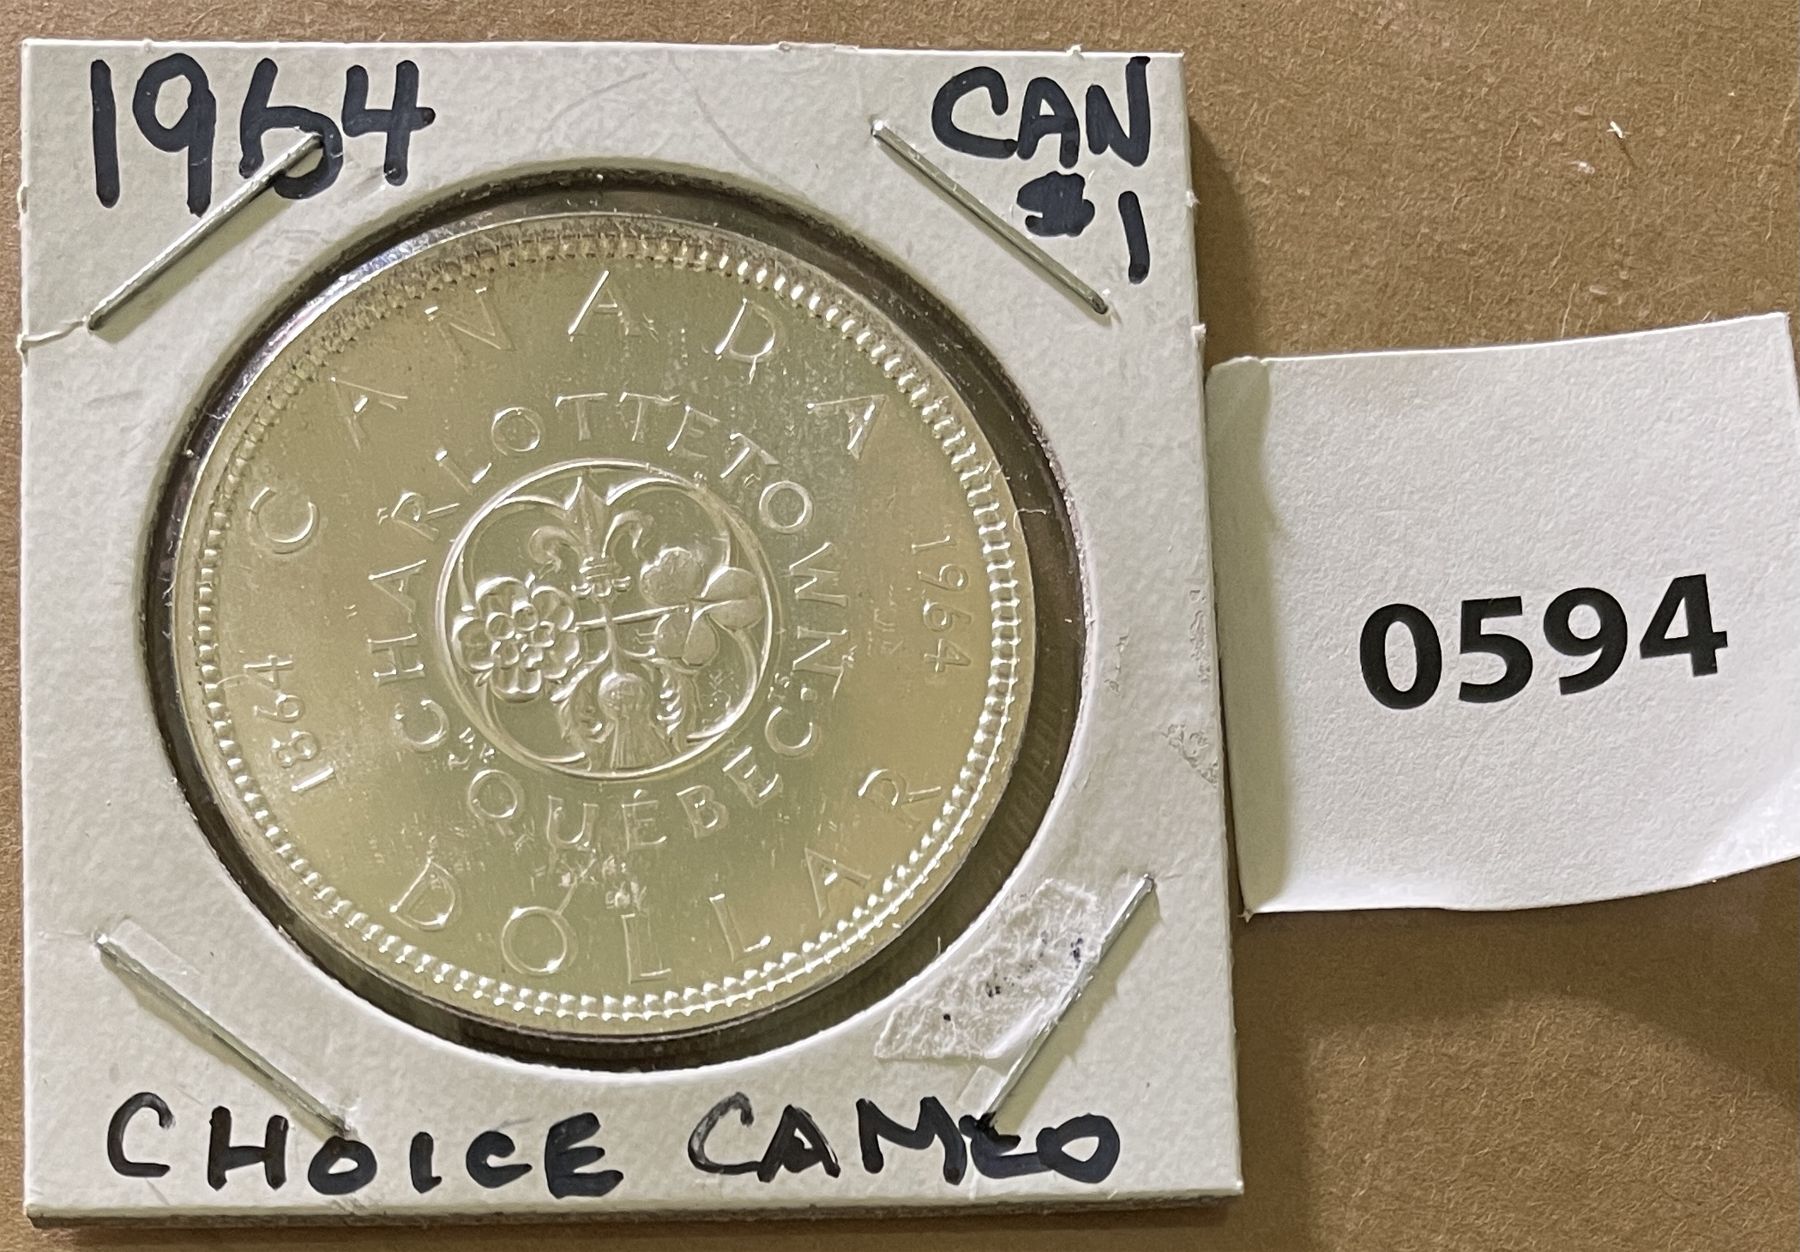 1964
CAN
$1
CANADA
CHARLOTTETOWN·
1864
1964
QUÉBEC·
DOLLAR
CHOICE CAMEO
0594